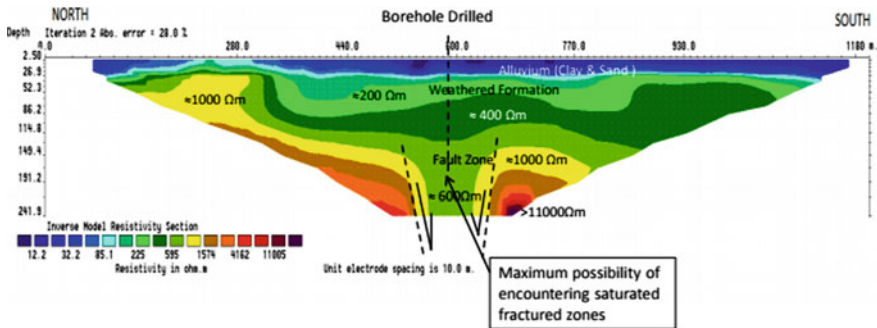 NORTH
Borehole Drilled
SOUTH
Depth Iteration 2 Abs. error = 28.0 %
0.0 280.0 440.0 600.0 770.0 930.0 1180 m.
2.50
26.9
52.3
86.2
114.8
149.4
191.2
241.9
Alluvium (Clay & Sand )
Weathered Formation
≈1000 Ωm
≈200 Ωm
≈ 400 Ωm
Fault Zone
≈1000 Ωm
≈ 600Ωm
>11000Ωm
Inverse Model Resistivity Section
12.2 32.2 85.1 225 595 1574 4162 11005
Resistivity in ohm.m
Unit electrode spacing is 10.0 m.
Maximum possibility of
encountering saturated
fractured zones